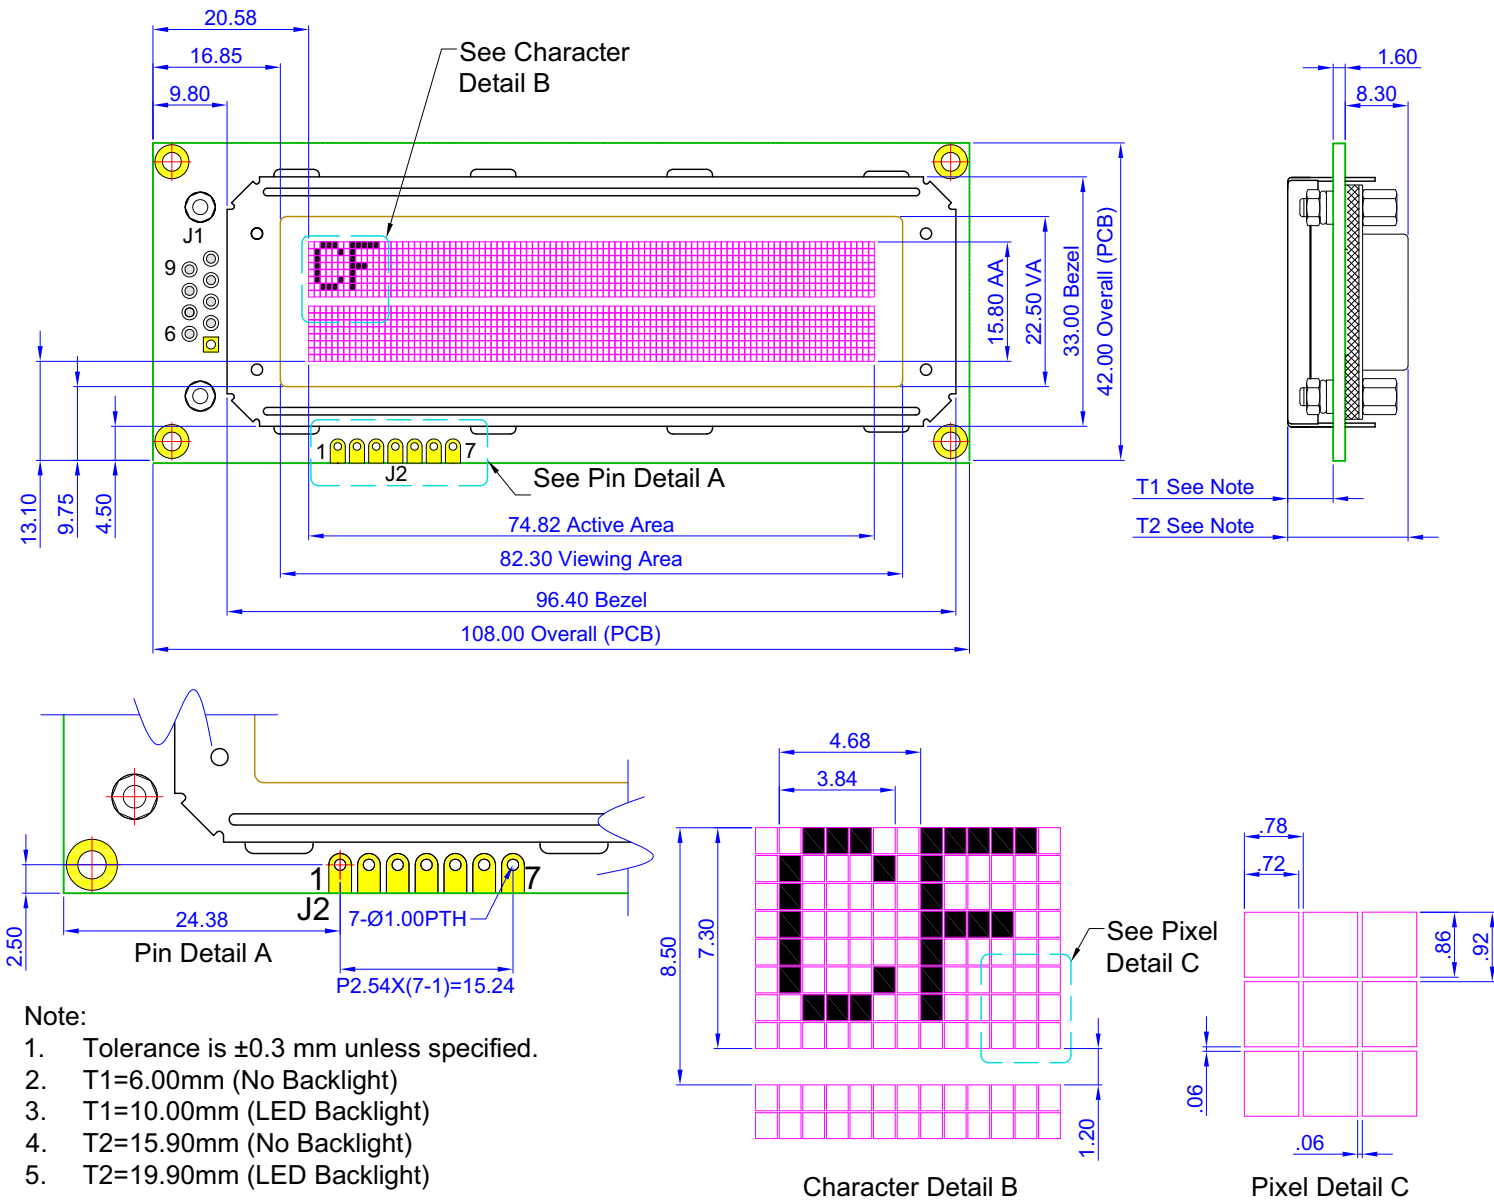 20.58
16.85
9.80
See Character
Detail B
1.60
8.30
J1
9
6
15.80 AA
22.50 VA
33.00 Bezel
42.00 Overall (PCB)
1
7
J2
See Pin Detail A
13.10
9.75
4.50
74.82 Active Area
82.30 Viewing Area
96.40 Bezel
108.00 Overall (PCB)
T1 See Note
T2 See Note
1
7
J2
2.50
24.38
7-Ø1.00PTH
Pin Detail A
P2.54X(7-1)=15.24
4.68
3.84
8.50
7.30
CF
See Pixel
Detail C
1.20
Character Detail B
.78
.72
.86
.92
.06
.06
Pixel Detail C
Note:
1. Tolerance is ±0.3 mm unless specified.
2. T1=6.00mm (No Backlight)
3. T1=10.00mm (LED Backlight)
4. T2=15.90mm (No Backlight)
5. T2=19.90mm (LED Backlight)